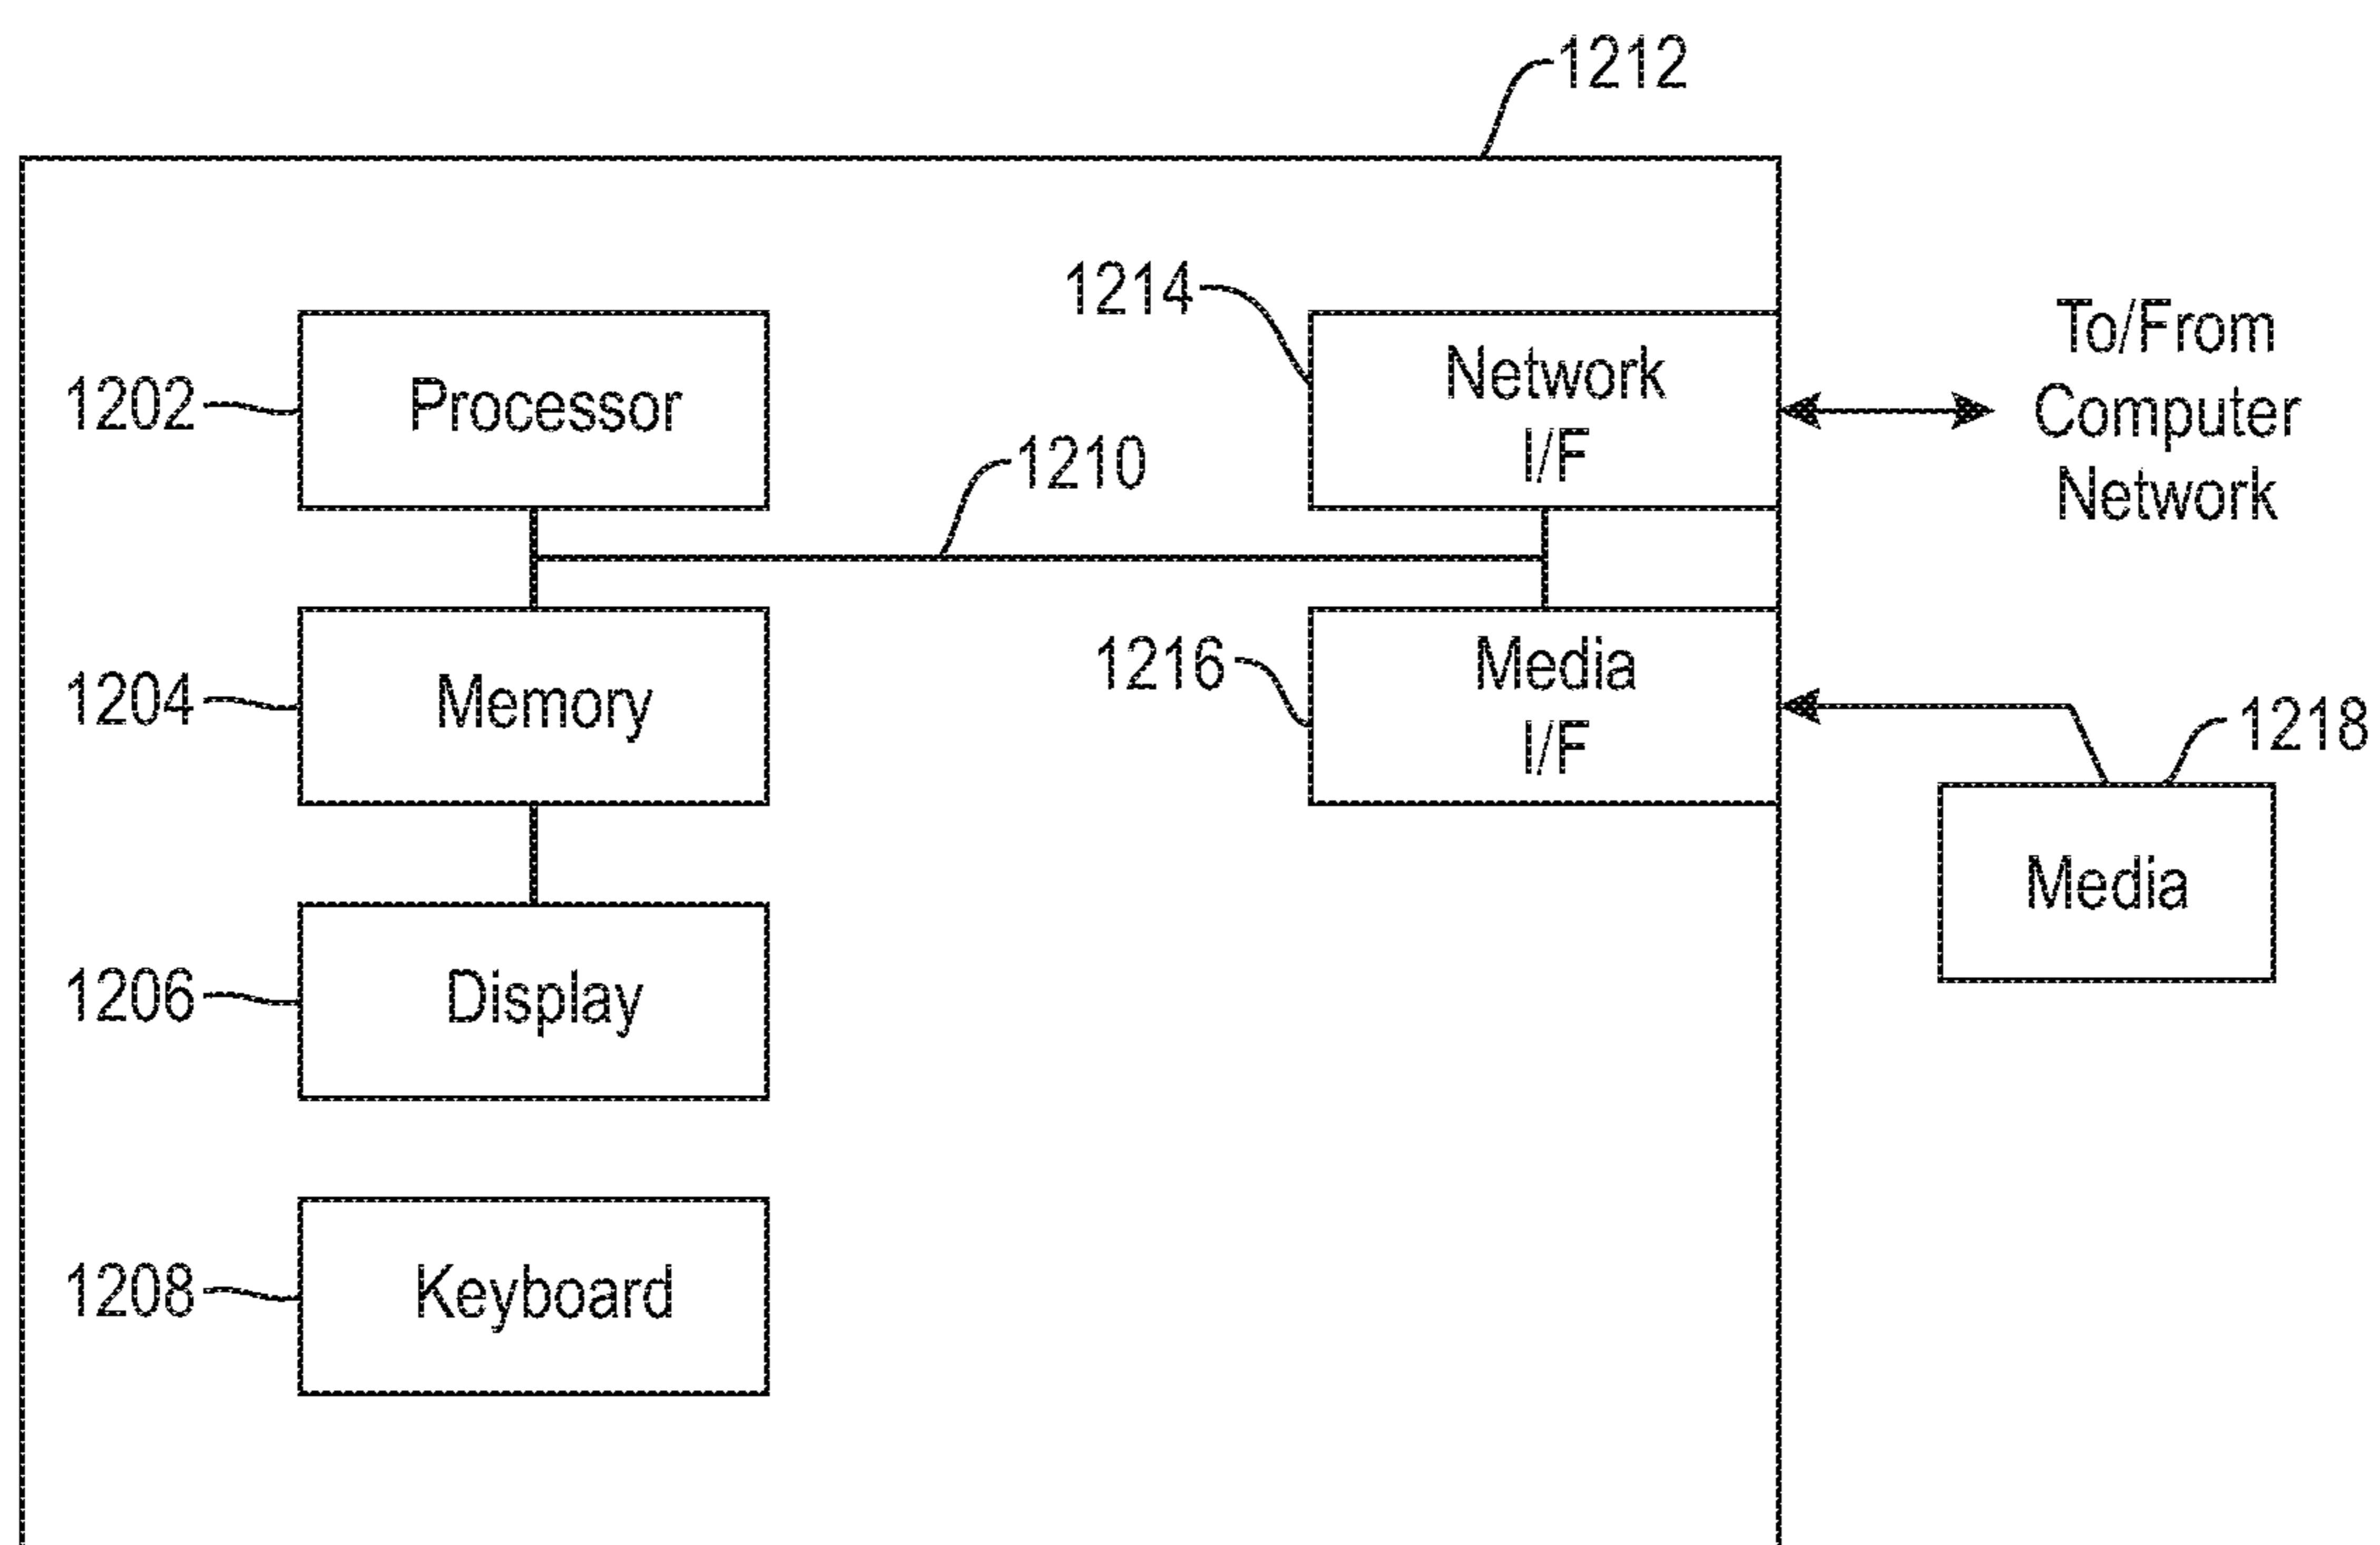 1212
1214
Network
I/F
To/From
Computer
Network
1202
Processor
1210
1204
Memory
1216
Media
I/F
1218
Media
1206
Display
1208
Keyboard